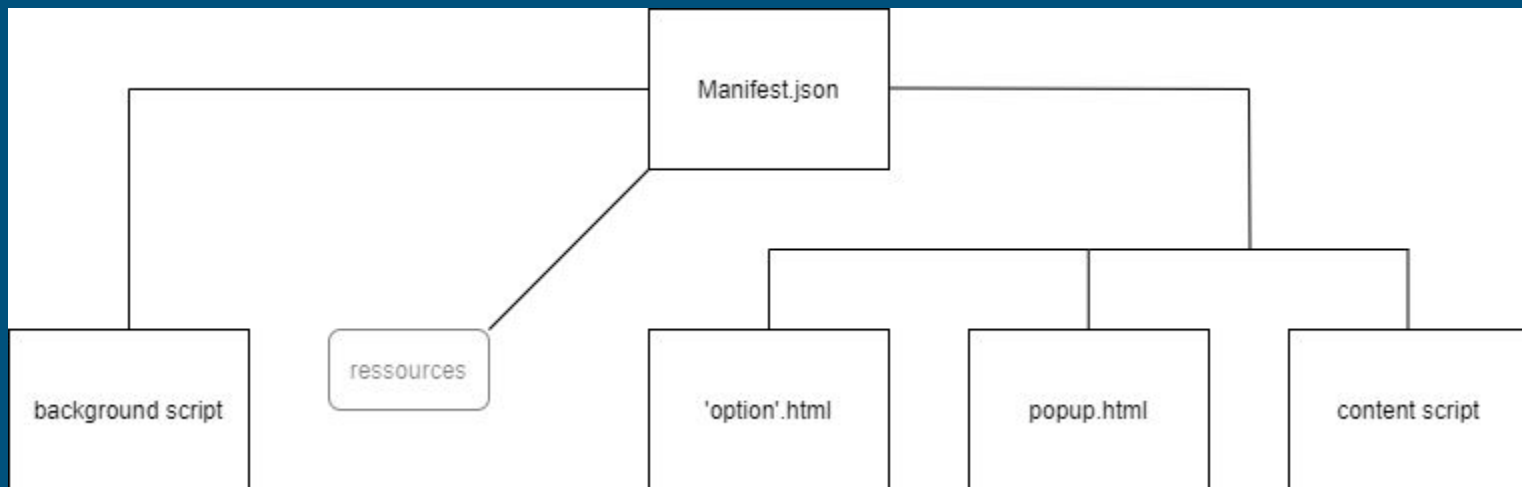 Manifest.json
background script
ressources
'option'.html
popup.html
content script